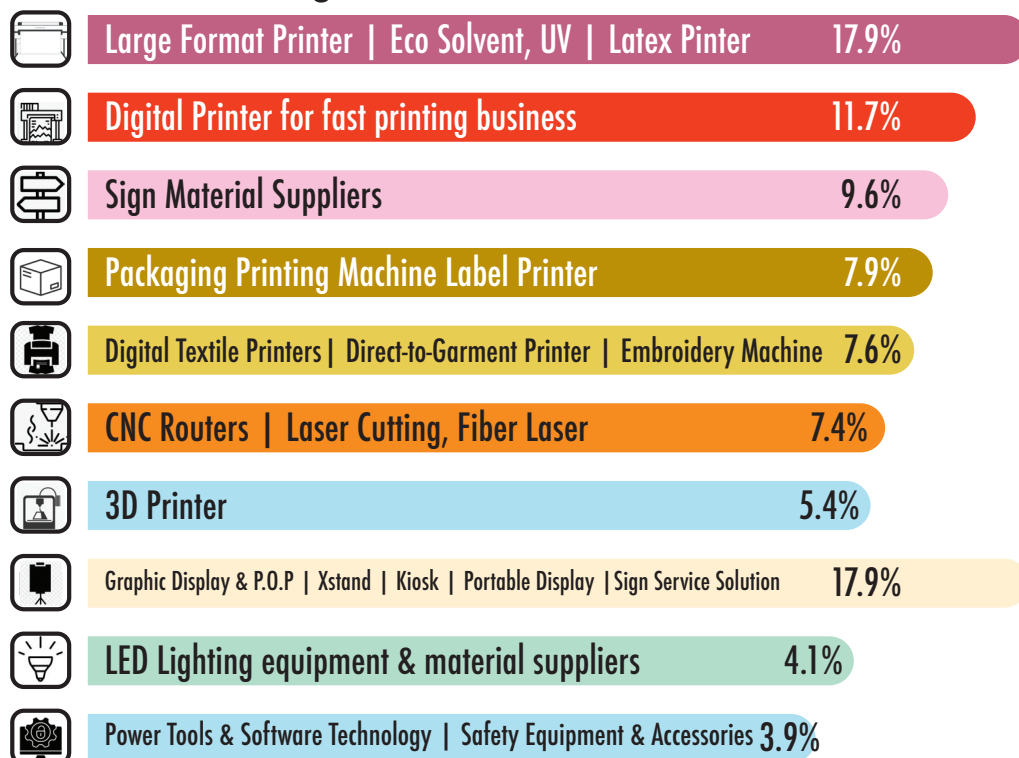 Large Format Printer | Eco Solvent, UV | Latex Pinter 17.9%
Digital Printer for fast printing business 11.7%
Sign Material Suppliers 9.6%
Packaging Printing Machine Label Printer 7.9%
Digital Textile Printers | Direct-to-Garment Printer | Embroidery Machine 7.6%
CNC Routers | Laser Cutting, Fiber Laser 7.4%
3D Printer 5.4%
Graphic Display & P.O.P | Xstand | Kiosk | Portable Display | Sign Service Solution 17.9%
LED Lighting equipment & material suppliers 4.1%
Power Tools & Software Technology | Safety Equipment & Accessories 3.9%